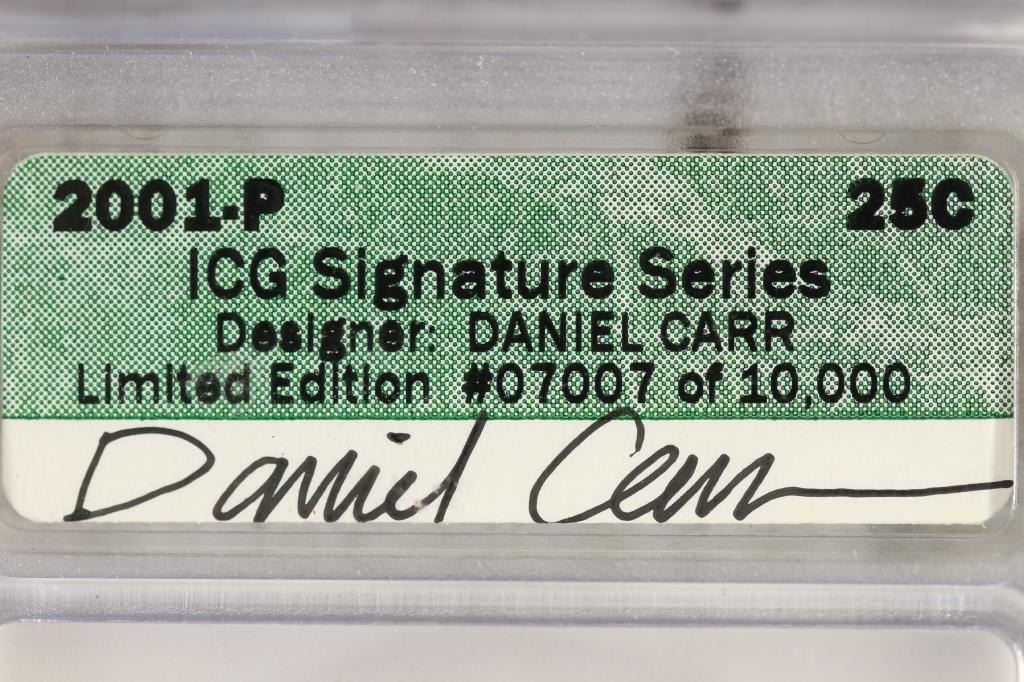 2001-P 25C
ICG Signature Series
Designer: DANIEL CARR
Limited Edition #07007 of 10,000
Daniel Carr